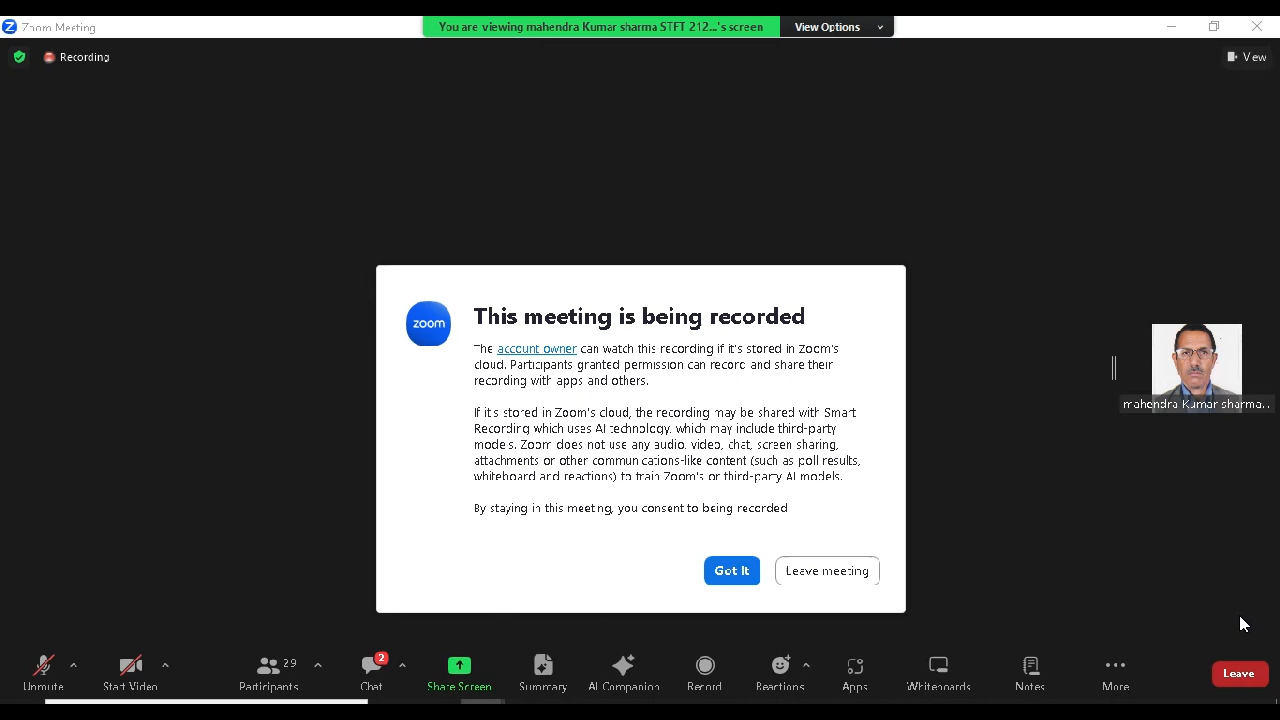 Zoom Meeting
You are viewing mahendra Kumar sharma STFT 212...'s screen
View Options
Recording
View
zoom
This meeting is being recorded
The account owner can watch this recording if it's stored in Zoom's
cloud. Participants granted permission can record and share their
recording with apps and others.
If it's stored in Zoom's cloud, the recording may be shared with Smart
Recording which uses AI technology, which may include third-party
models. Zoom does not use any audio, video, chat, screen sharing,
attachments or other communications-like content (such as poll results,
whiteboard and reactions) to train Zoom's or third-party AI models.
By staying in this meeting, you consent to being recorded
Got it
Leave meeting
mahendra Kumar sharma...
29
2
Unmute
Start Video
Participants
Chat
Share Screen
Summary
AI Companion
Record
Reactions
Apps
Whiteboards
Notes
More
Leave